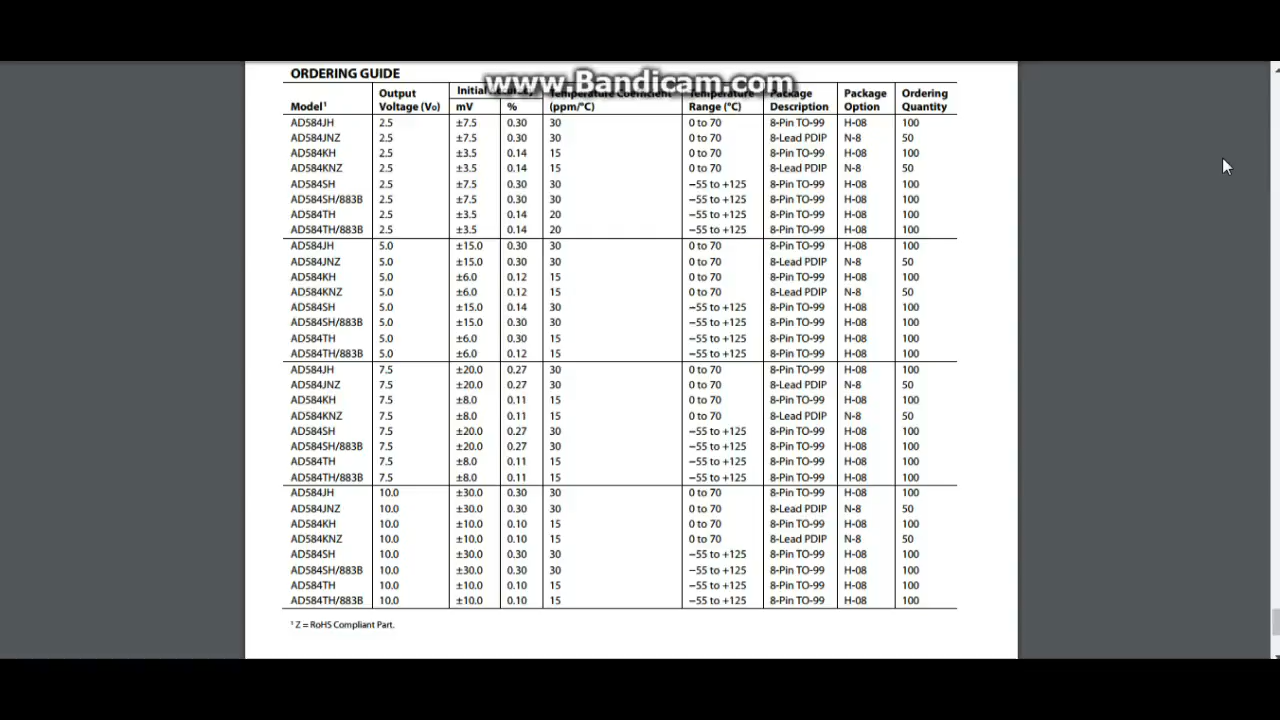 www.Bandicam.com
ORDERING GUIDE
Model¹ Output Voltage (Vo) Initial mV % Temperature Coefficient (ppm/°C) Temperature Range (°C) Package Description Package Option Ordering Quantity
AD584JH 2.5 ±7.5 0.30 30 0 to 70 8-Pin TO-99 H-08 100
AD584JNZ 2.5 ±7.5 0.30 30 0 to 70 8-Lead PDIP N-8 50
AD584KH 2.5 ±3.5 0.14 15 0 to 70 8-Pin TO-99 H-08 100
AD584KNZ 2.5 ±3.5 0.14 15 0 to 70 8-Lead PDIP N-8 50
AD584SH 2.5 ±7.5 0.30 30 −55 to +125 8-Pin TO-99 H-08 100
AD584SH/883B 2.5 ±7.5 0.30 30 −55 to +125 8-Pin TO-99 H-08 100
AD584TH 2.5 ±3.5 0.14 20 −55 to +125 8-Pin TO-99 H-08 100
AD584TH/883B 2.5 ±3.5 0.14 20 −55 to +125 8-Pin TO-99 H-08 100
AD584JH 5.0 ±15.0 0.30 30 0 to 70 8-Pin TO-99 H-08 100
AD584JNZ 5.0 ±15.0 0.30 30 0 to 70 8-Lead PDIP N-8 50
AD584KH 5.0 ±6.0 0.12 15 0 to 70 8-Pin TO-99 H-08 100
AD584KNZ 5.0 ±6.0 0.12 15 0 to 70 8-Lead PDIP N-8 50
AD584SH 5.0 ±15.0 0.14 30 −55 to +125 8-Pin TO-99 H-08 100
AD584SH/883B 5.0 ±15.0 0.30 30 −55 to +125 8-Pin TO-99 H-08 100
AD584TH 5.0 ±6.0 0.30 15 −55 to +125 8-Pin TO-99 H-08 100
AD584TH/883B 5.0 ±6.0 0.12 15 −55 to +125 8-Pin TO-99 H-08 100
AD584JH 7.5 ±20.0 0.27 30 0 to 70 8-Pin TO-99 H-08 100
AD584JNZ 7.5 ±20.0 0.27 30 0 to 70 8-Lead PDIP N-8 50
AD584KH 7.5 ±8.0 0.11 15 0 to 70 8-Pin TO-99 H-08 100
AD584KNZ 7.5 ±8.0 0.11 15 0 to 70 8-Lead PDIP N-8 50
AD584SH 7.5 ±20.0 0.27 30 −55 to +125 8-Pin TO-99 H-08 100
AD584SH/883B 7.5 ±20.0 0.27 30 −55 to +125 8-Pin TO-99 H-08 100
AD584TH 7.5 ±8.0 0.11 15 −55 to +125 8-Pin TO-99 H-08 100
AD584TH/883B 7.5 ±8.0 0.11 15 −55 to +125 8-Pin TO-99 H-08 100
AD584JH 10.0 ±30.0 0.30 30 0 to 70 8-Pin TO-99 H-08 100
AD584JNZ 10.0 ±30.0 0.30 30 0 to 70 8-Lead PDIP N-8 50
AD584KH 10.0 ±10.0 0.10 15 0 to 70 8-Pin TO-99 H-08 100
AD584KNZ 10.0 ±10.0 0.10 15 0 to 70 8-Lead PDIP N-8 50
AD584SH 10.0 ±30.0 0.30 30 −55 to +125 8-Pin TO-99 H-08 100
AD584SH/883B 10.0 ±30.0 0.30 30 −55 to +125 8-Pin TO-99 H-08 100
AD584TH 10.0 ±10.0 0.10 15 −55 to +125 8-Pin TO-99 H-08 100
AD584TH/883B 10.0 ±10.0 0.10 15 −55 to +125 8-Pin TO-99 H-08 100
¹ Z = RoHS Compliant Part.